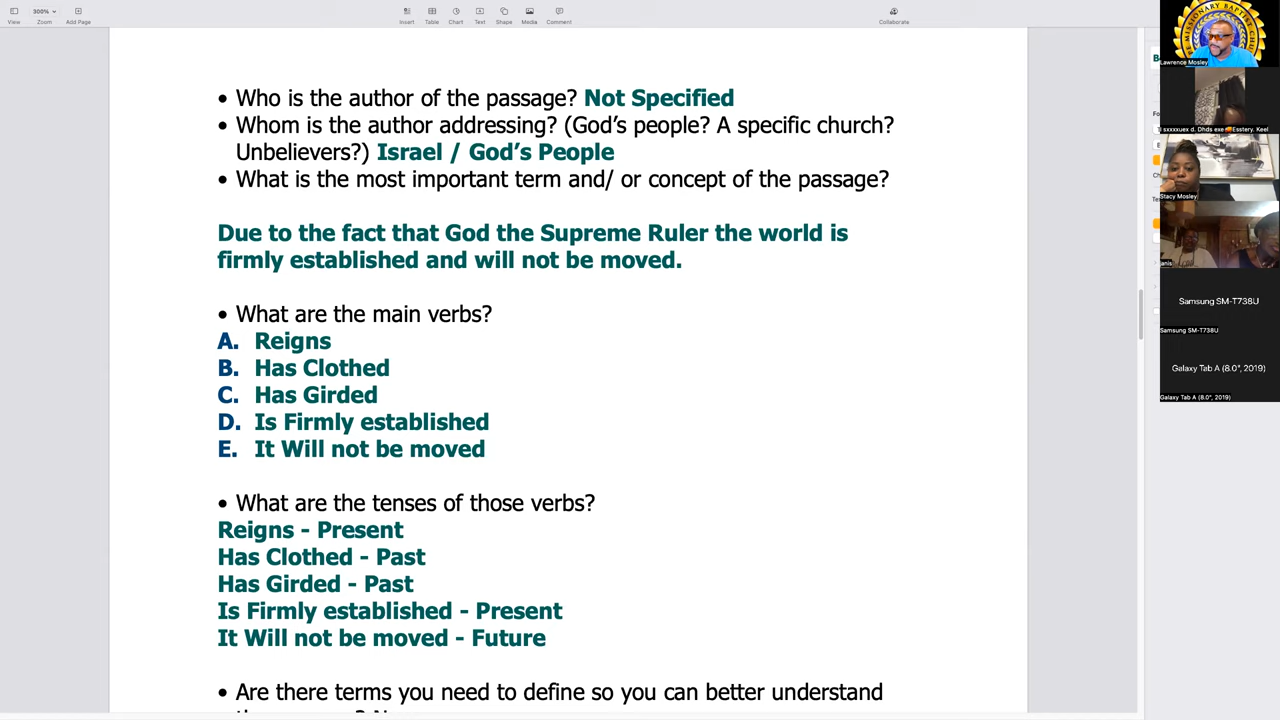 300%
View
Zoom
Add Page
Insert
Table
Chart
Text
Shape
Media
Comment
Collaborate
• Who is the author of the passage? Not Specified
• Whom is the author addressing? (God's people? A specific church?
Unbelievers?) Israel / God's People
• What is the most important term and/ or concept of the passage?
Due to the fact that God the Supreme Ruler the world is
firmly established and will not be moved.
• What are the main verbs?
A. Reigns
B. Has Clothed
C. Has Girded
D. Is Firmly established
E. It Will not be moved
• What are the tenses of those verbs?
Reigns - Present
Has Clothed - Past
Has Girded - Past
Is Firmly established - Present
It Will not be moved - Future
• Are there terms you need to define so you can better understand
MISSIONARY BAPTIST
Lawrence Mosley
Stacy Mosley
Samsung SM-T738U
Samsung SM-T738U
Galaxy Tab A (8.0", 2019)
Galaxy Tab A (8.0", 2019)